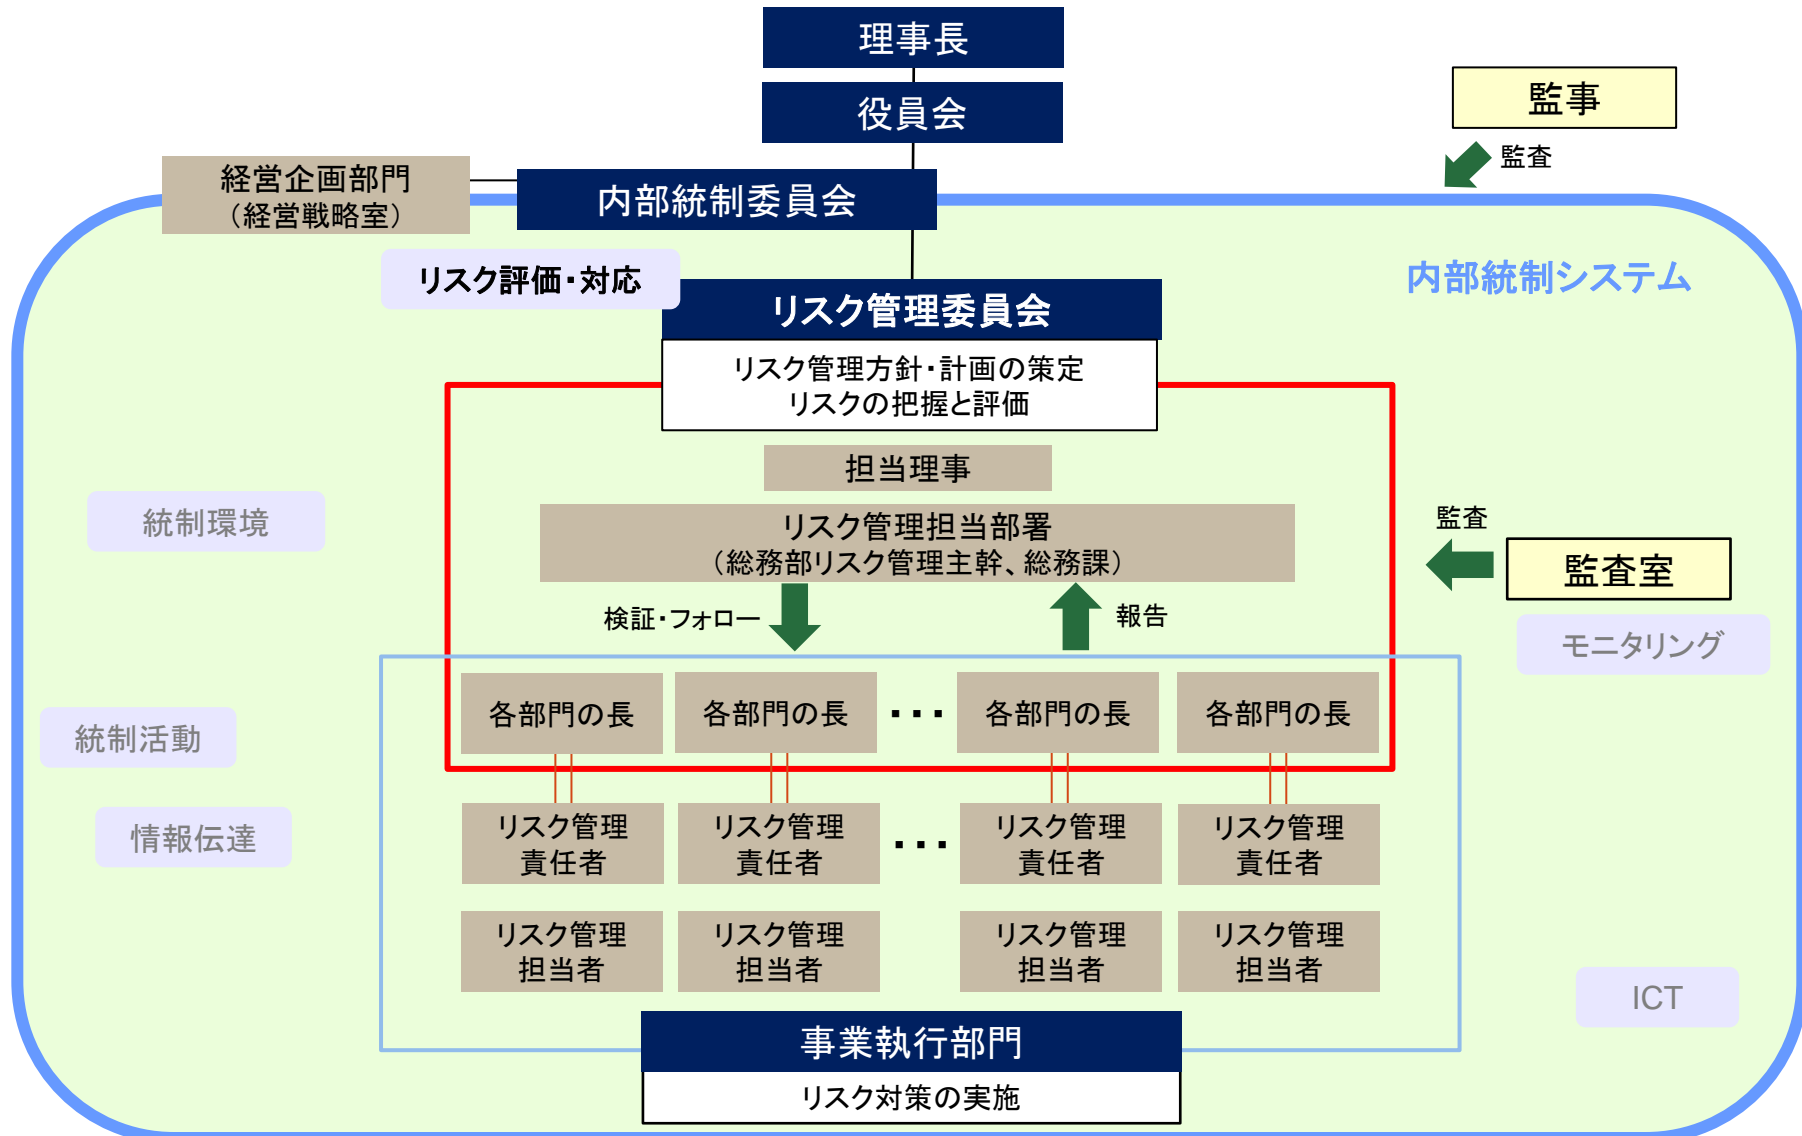 理事長
役員会
監事
監査
経営企画部門
（経営戦略室）
内部統制委員会
リスク評価・対応
内部統制システム
リスク管理委員会
リスク管理方針・計画の策定
リスクの把握と評価
担当理事
統制環境
リスク管理担当部署
（総務部リスク管理主幹、総務課）
監査
監査室
検証・フォロー
報告
モニタリング
各部門の長
各部門の長
・・・
各部門の長
各部門の長
統制活動
情報伝達
リスク管理
責任者
リスク管理
責任者
・・・
リスク管理
責任者
リスク管理
責任者
リスク管理
担当者
リスク管理
担当者
リスク管理
担当者
リスク管理
担当者
ICT
事業執行部門
リスク対策の実施